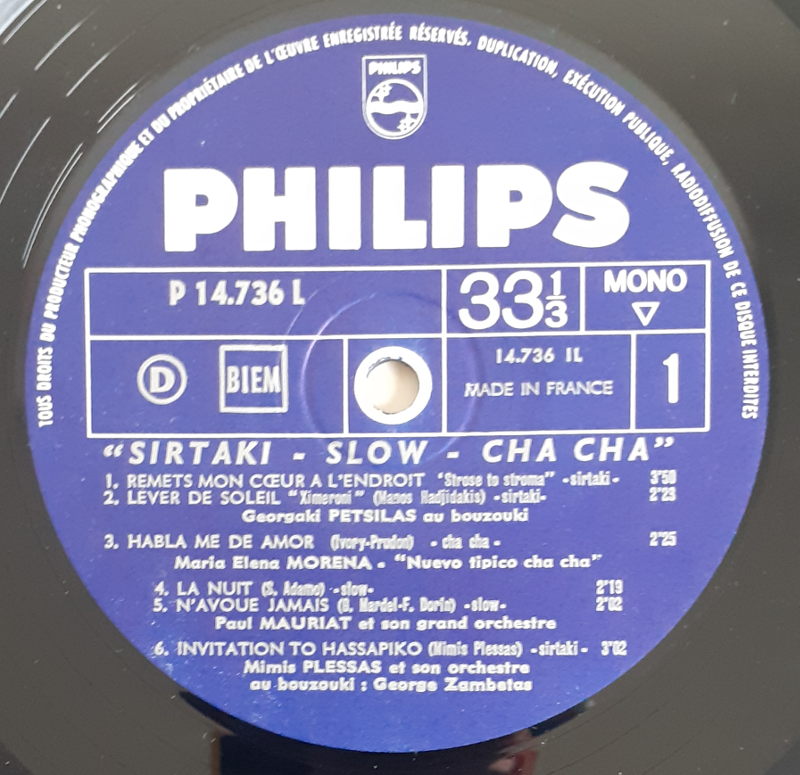 TOUS DROITS DU PRODUCTEUR PHONOGRAPHIQUE ET DU PROPRIÉTAIRE DE L'ŒUVRE ENREGISTRÉE RÉSERVÉS. DUPLICATION, EXÉCUTION PUBLIQUE, RADIODIFFUSION DE CE DISQUE INTERDITES
PHILIPS
PHILIPS
P 14.736 L
33 1/3
MONO
D
BIEM
14.736 1L
MADE IN FRANCE
1
"SIRTAKI - SLOW - CHA CHA"
1. REMETS MON CŒUR A L'ENDROIT "Strose to stroma" -sirtaki- 3'50
2. LEVER DE SOLEIL "Ximeroni" (Manos Hadjidakis) -sirtaki- 2'23
Georgaki PETSILAS au bouzouki
3. HABLA ME DE AMOR (Ivory-Prudon) - cha cha - 2'25
Maria Elena MORENA - "Nuevo tipico cha cha"
4. LA NUIT (S. Adamo) -slow- 2'19
5. N'AVOUE JAMAIS (G. Mardel-F. Dorin) -slow- 2'02
Paul MAURIAT et son grand orchestre
6. INVITATION TO HASSAPIKO (Mimis Plessas) -sirtaki- 3'02
Mimis PLESSAS et son orchestre
au bouzouki : George Zambetas